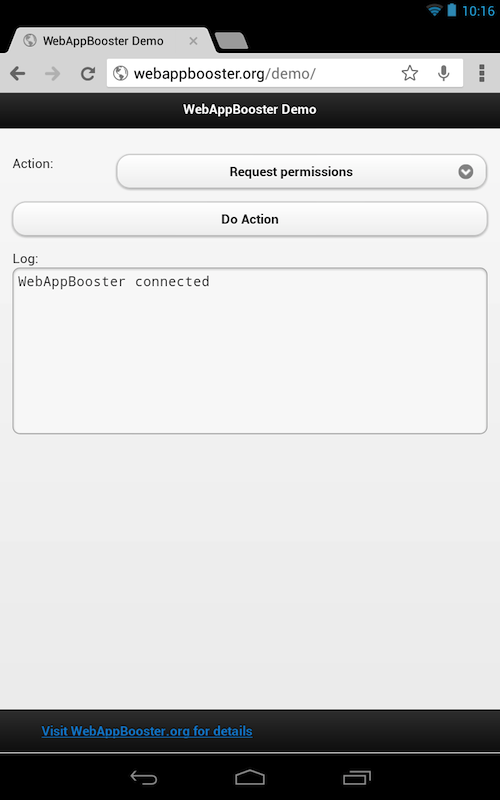 10:16
WebAppBooster Demo
webappbooster.org/demo/
WebAppBooster Demo
Action:
Request permissions
Do Action
Log:
WebAppBooster connected
Visit WebAppBooster.org for details